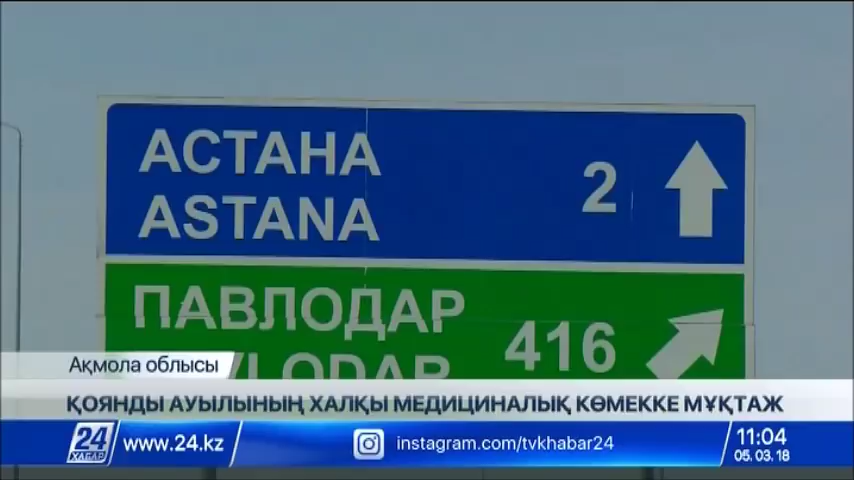 АСТАНА
ASTANA
2
ПАВЛОДАР
416
Ақмола облысы
ҚОЯНДЫ АУЫЛЫНЫҢ ХАЛҚЫ МЕДИЦИНАЛЫҚ КӨМЕККЕ МҰҚТАЖ
24
ХАБАР
www.24.kz
instagram.com/tvkhabar24
11:04
05.03.18